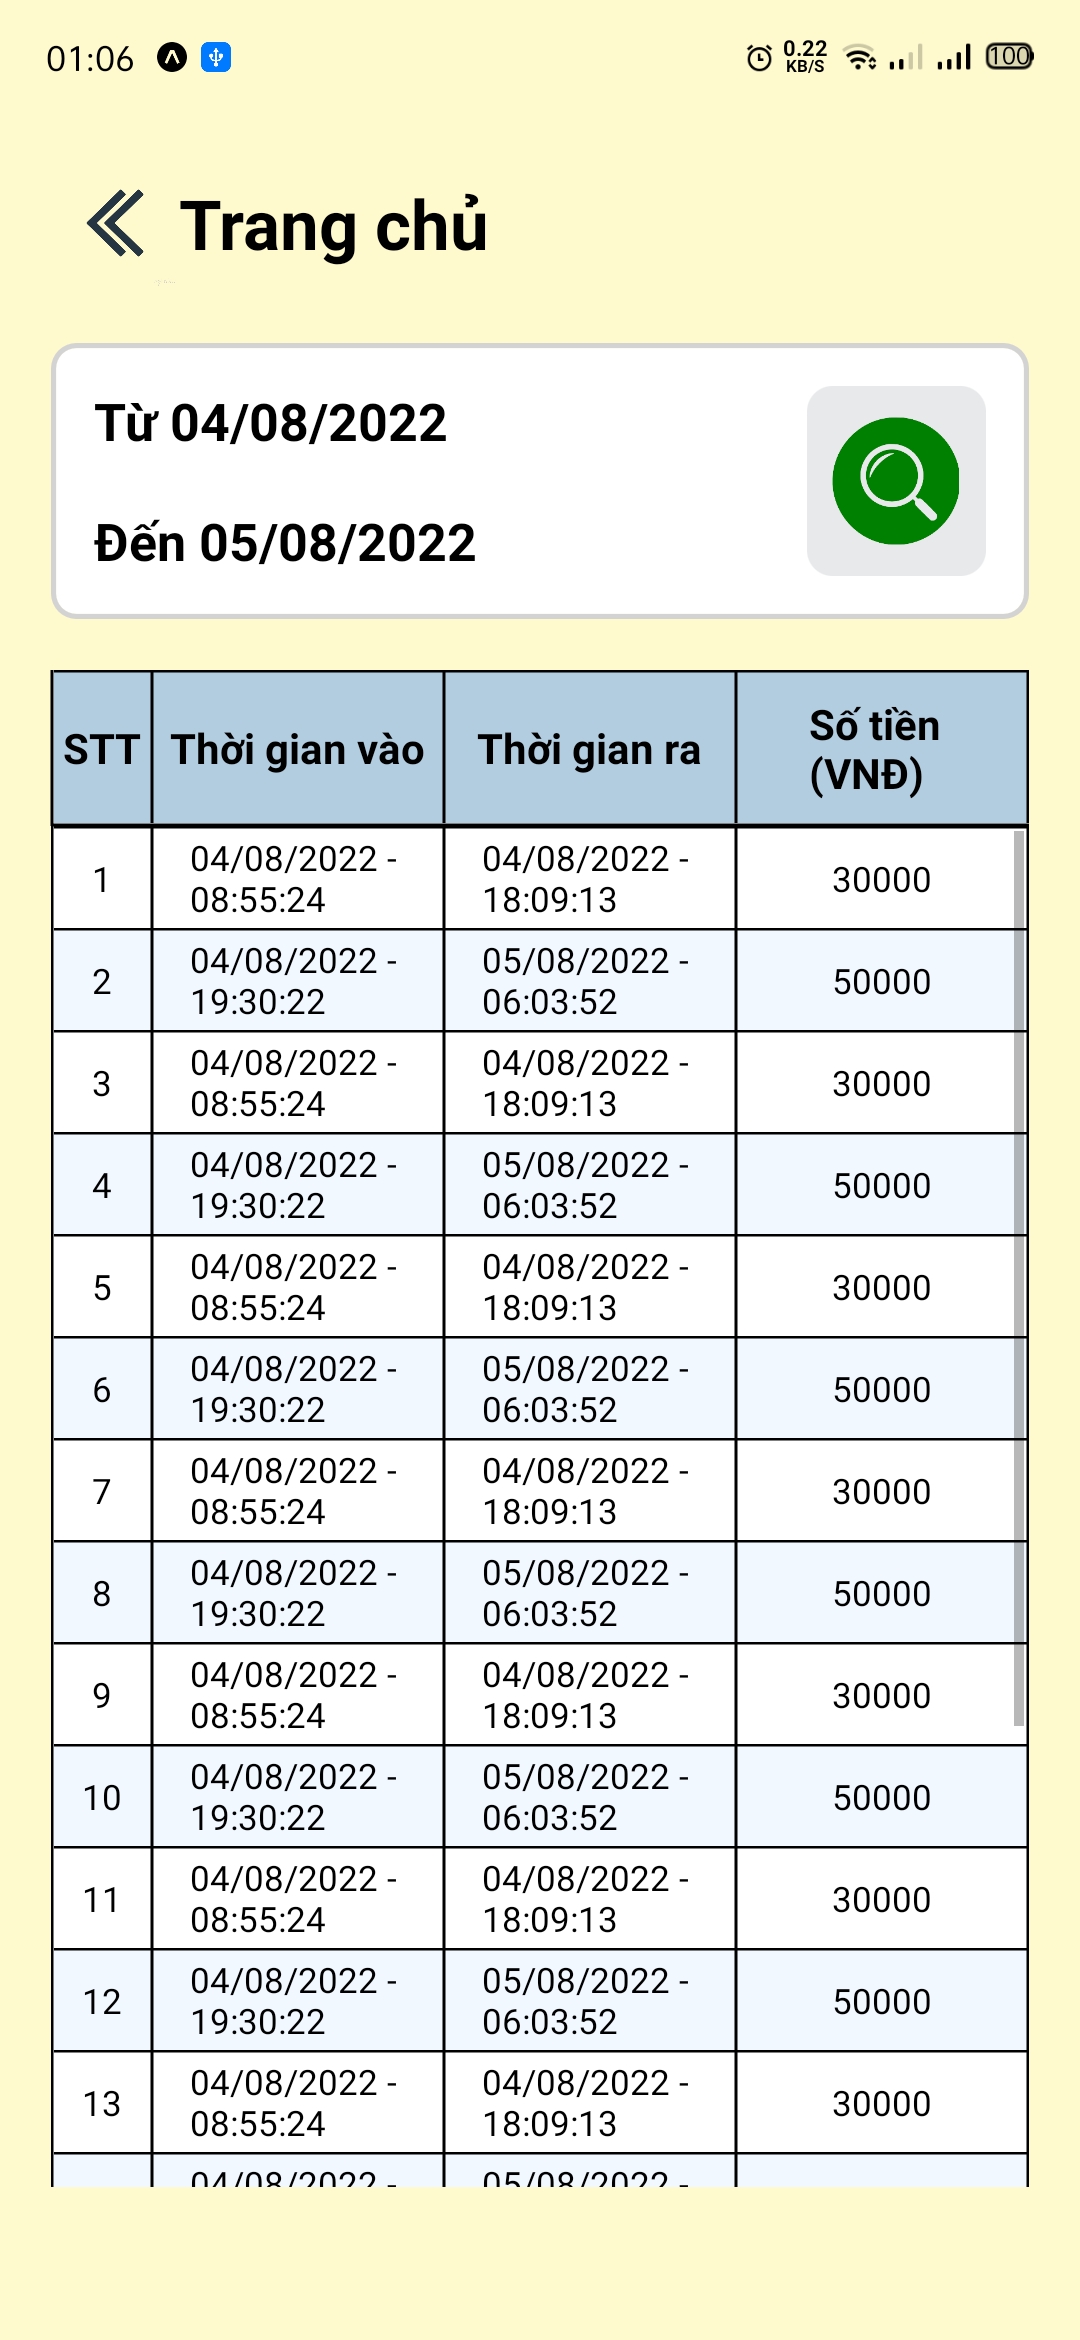 01:06
0.22
KB/S
100
Trang chủ
Từ 04/08/2022
Đến 05/08/2022
STT Thời gian vào Thời gian ra Số tiền
(VNĐ)
1 04/08/2022 - 04/08/2022 - 30000
08:55:24 18:09:13
2 04/08/2022 - 05/08/2022 - 50000
19:30:22 06:03:52
3 04/08/2022 - 04/08/2022 - 30000
08:55:24 18:09:13
4 04/08/2022 - 05/08/2022 - 50000
19:30:22 06:03:52
5 04/08/2022 - 04/08/2022 - 30000
08:55:24 18:09:13
6 04/08/2022 - 05/08/2022 - 50000
19:30:22 06:03:52
7 04/08/2022 - 04/08/2022 - 30000
08:55:24 18:09:13
8 04/08/2022 - 05/08/2022 - 50000
19:30:22 06:03:52
9 04/08/2022 - 04/08/2022 - 30000
08:55:24 18:09:13
10 04/08/2022 - 05/08/2022 - 50000
19:30:22 06:03:52
11 04/08/2022 - 04/08/2022 - 30000
08:55:24 18:09:13
12 04/08/2022 - 05/08/2022 - 50000
19:30:22 06:03:52
13 04/08/2022 - 04/08/2022 - 30000
08:55:24 18:09:13
04/08/2022 - 05/08/2022 -